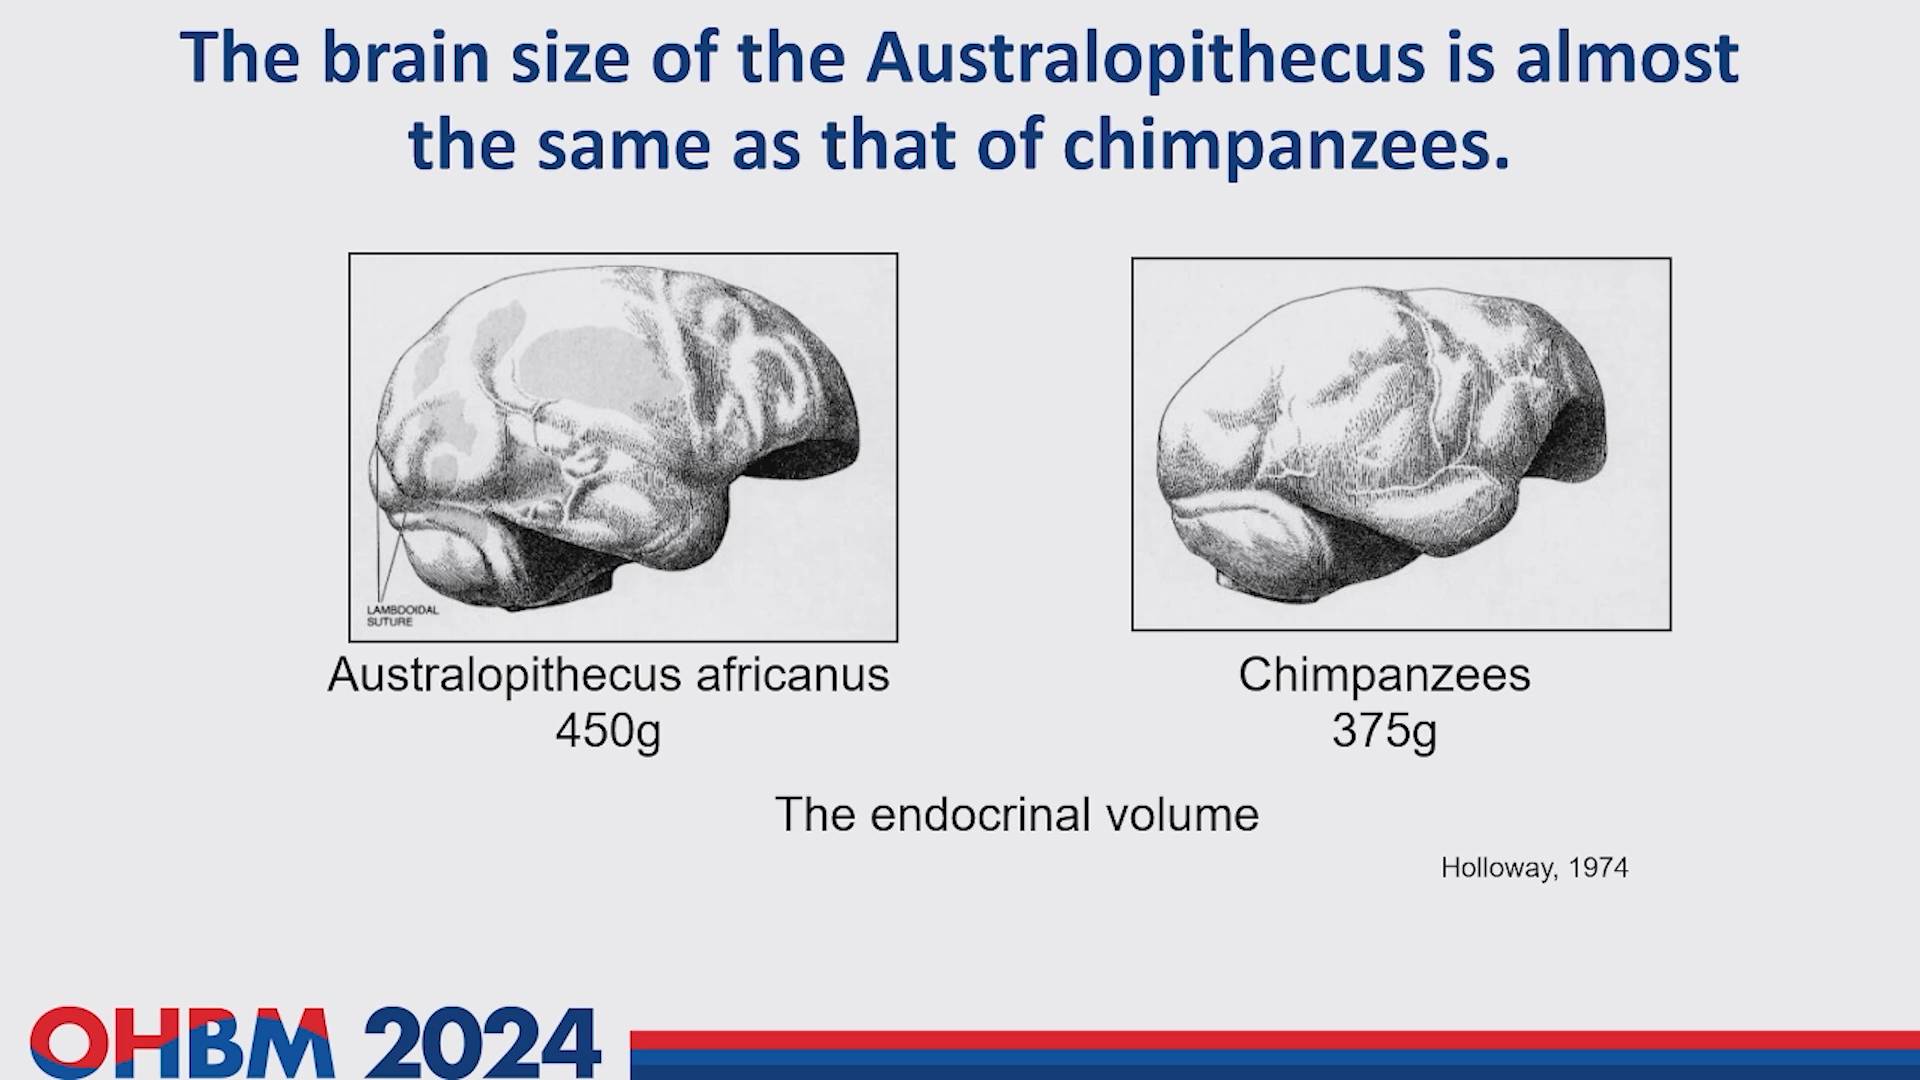 The brain size of the Australopithecus is almost
the same as that of chimpanzees.
LAMBDOIDAL
SUTURE
Australopithecus africanus
450g
Chimpanzees
375g
The endocrinal volume
Holloway, 1974
OHBM 2024